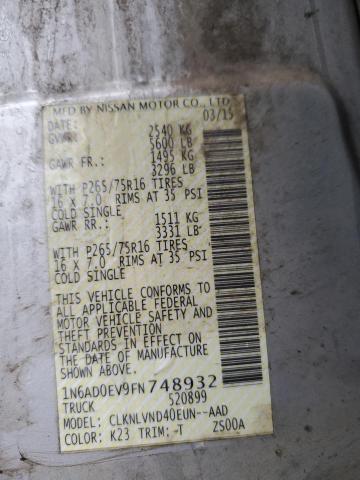 MFD BY NISSAN MOTOR CO., LTD
DATE: 03/15
GVWR: 2540 KG
5600 LB
GAWR FR.: 1495 KG
3296 LB
WITH P265/75R16 TIRES
16 X 7.0 RIMS AT 35 PSI
COLD SINGLE
GAWR RR.: 1511 KG
3331 LB
WITH P265/75R16 TIRES
16 X 7.0 RIMS AT 35 PSI
COLD SINGLE
THIS VEHICLE CONFORMS TO
ALL APPLICABLE FEDERAL
MOTOR VEHICLE SAFETY AND
THEFT PREVENTION
STANDARDS IN EFFECT ON
THE DATE OF MANUFACTURE
SHOWN ABOVE.
1N6AD0EV9FN748932
TRUCK 520899
MODEL: CLKNLVND40EUN--AAD
COLOR: K23 TRIM: -T ZS00A